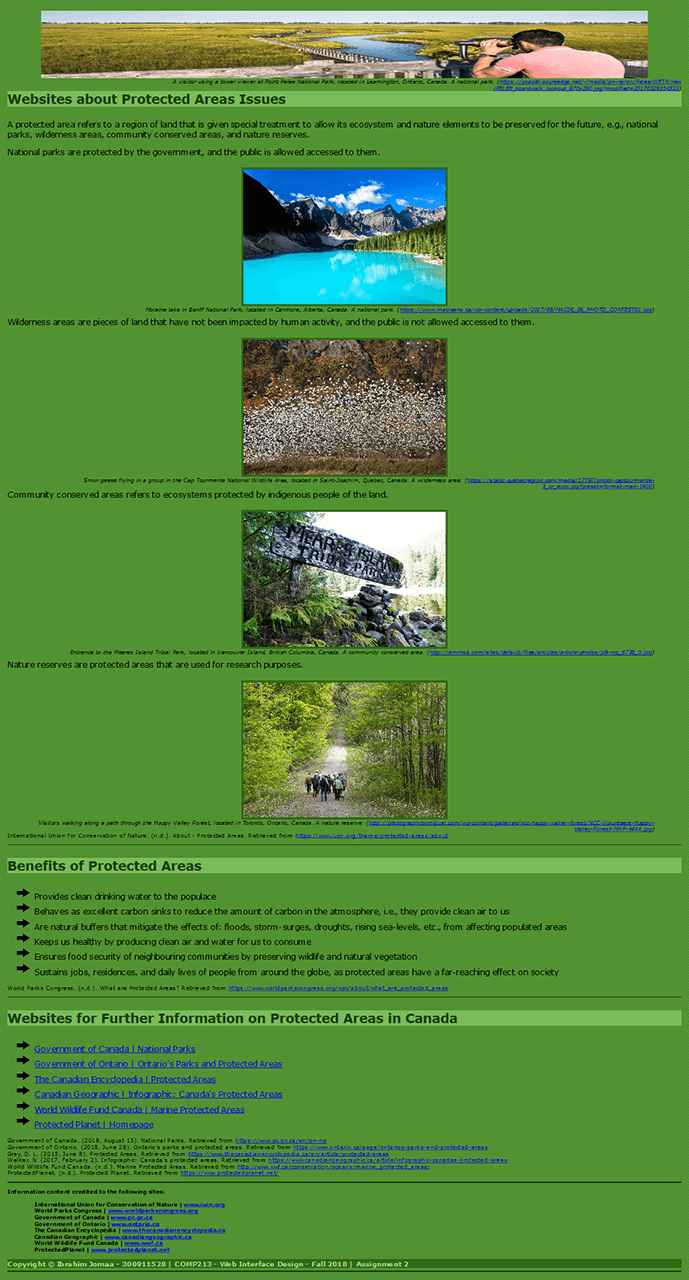 A visitor using a tower viewer at Point Pelee National Park, located in Leamington, Ontario, Canada. A national park.
Websites about Protected Areas Issues
A protected area refers to a region of land that is given special treatment to allow its ecosystem and nature elements to be preserved for the future, e.g., national
parks, wilderness areas, community conserved areas, and nature reserves.
National parks are protected by the government, and the public is allowed accessed to them.
Moraine lake in Banff National Park, located in Canmore, Alberta, Canada. A national park.
Wilderness areas are pieces of land that have not been impacted by human activity, and the public is not allowed accessed to them.
Snow geese flying in a group in the Cap Tourmente National Wildlife Area, located in Saint-Joachim, Quebec, Canada. A wilderness area.
Community conserved areas refers to ecosystems protected by indigenous people of the land.
MEARES ISLAND
TRIBAL PARK
Entrance to the Meares Island Tribal Park, located in Vancouver Island, British Columbia, Canada. A community conserved area.
Nature reserves are protected areas that are used for research purposes.
Visitors walking along a path through the Happy Valley Forest, located in Toronto, Ontario, Canada. A nature reserve.
International Union for Conservation of Nature. (n.d.). About - Protected Areas. Retrieved from https://www.iucn.org/theme/protected-areas/about
Benefits of Protected Areas
Provides clean drinking water to the populace
Behaves as excellent carbon sinks to reduce the amount of carbon in the atmosphere, i.e., they provide clean air to us
Are natural buffers that mitigate the effects of: floods, storm-surges, droughts, rising sea-levels, etc., from affecting populated areas
Keeps us healthy by producing clean air and water for us to consume
Ensures food security of neighbouring communities by preserving wildlife and natural vegetation
Sustains jobs, residences, and daily lives of people from around the globe, as protected areas have a far-reaching effect on society
World Parks Congress. (n.d.). What are Protected Areas? Retrieved from https://www.worldparkscongress.org/wpc/about/what_are_protected_areas
Websites for Further Information on Protected Areas in Canada
Government of Canada | National Parks
Government of Ontario | Ontario's Parks and Protected Areas
The Canadian Encyclopedia | Protected Areas
Canadian Geographic | Infographic: Canada's Protected Areas
World Wildlife Fund Canada | Marine Protected Areas
Protected Planet | Homepage
Government of Canada. (2018, August 13). National Parks. Retrieved from https://www.pc.gc.ca/en/pn-np
Government of Ontario. (2018, June 28). Ontario's parks and protected areas. Retrieved from https://www.ontario.ca/page/ontarios-parks-and-protected-areas
Gray, D. L. (2015, June 8). Protected Areas. Retrieved from https://www.thecanadianencyclopedia.ca/en/article/protected-areas
Walker, N. (2017, February 2). Infographic: Canada's protected areas. Retrieved from https://www.canadiangeographic.ca/article/infographic-canadas-protected-areas
World Wildlife Fund Canada. (n.d.). Marine Protected Areas. Retrieved from http://www.wwf.ca/conservation/oceans/marine_protected_areas/
ProtectedPlanet. (n.d.). Protected Planet. Retrieved from https://www.protectedplanet.net/
Information content credited to the following sites:
International Union for Conservation of Nature | www.iucn.org
World Parks Congress | www.worldparkscongress.org
Government of Canada | www.pc.gc.ca
Government of Ontario | www.ontario.ca
The Canadian Encyclopedia | www.thecanadianencyclopedia.ca
Canadian Geographic | www.canadiangeographic.ca
World Wildlife Fund Canada | www.wwf.ca
ProtectedPlanet | www.protectedplanet.net
Copyright © Ibrahim Jomaa - 300911528 | COMP213 - Web Interface Design - Fall 2018 | Assignment 2